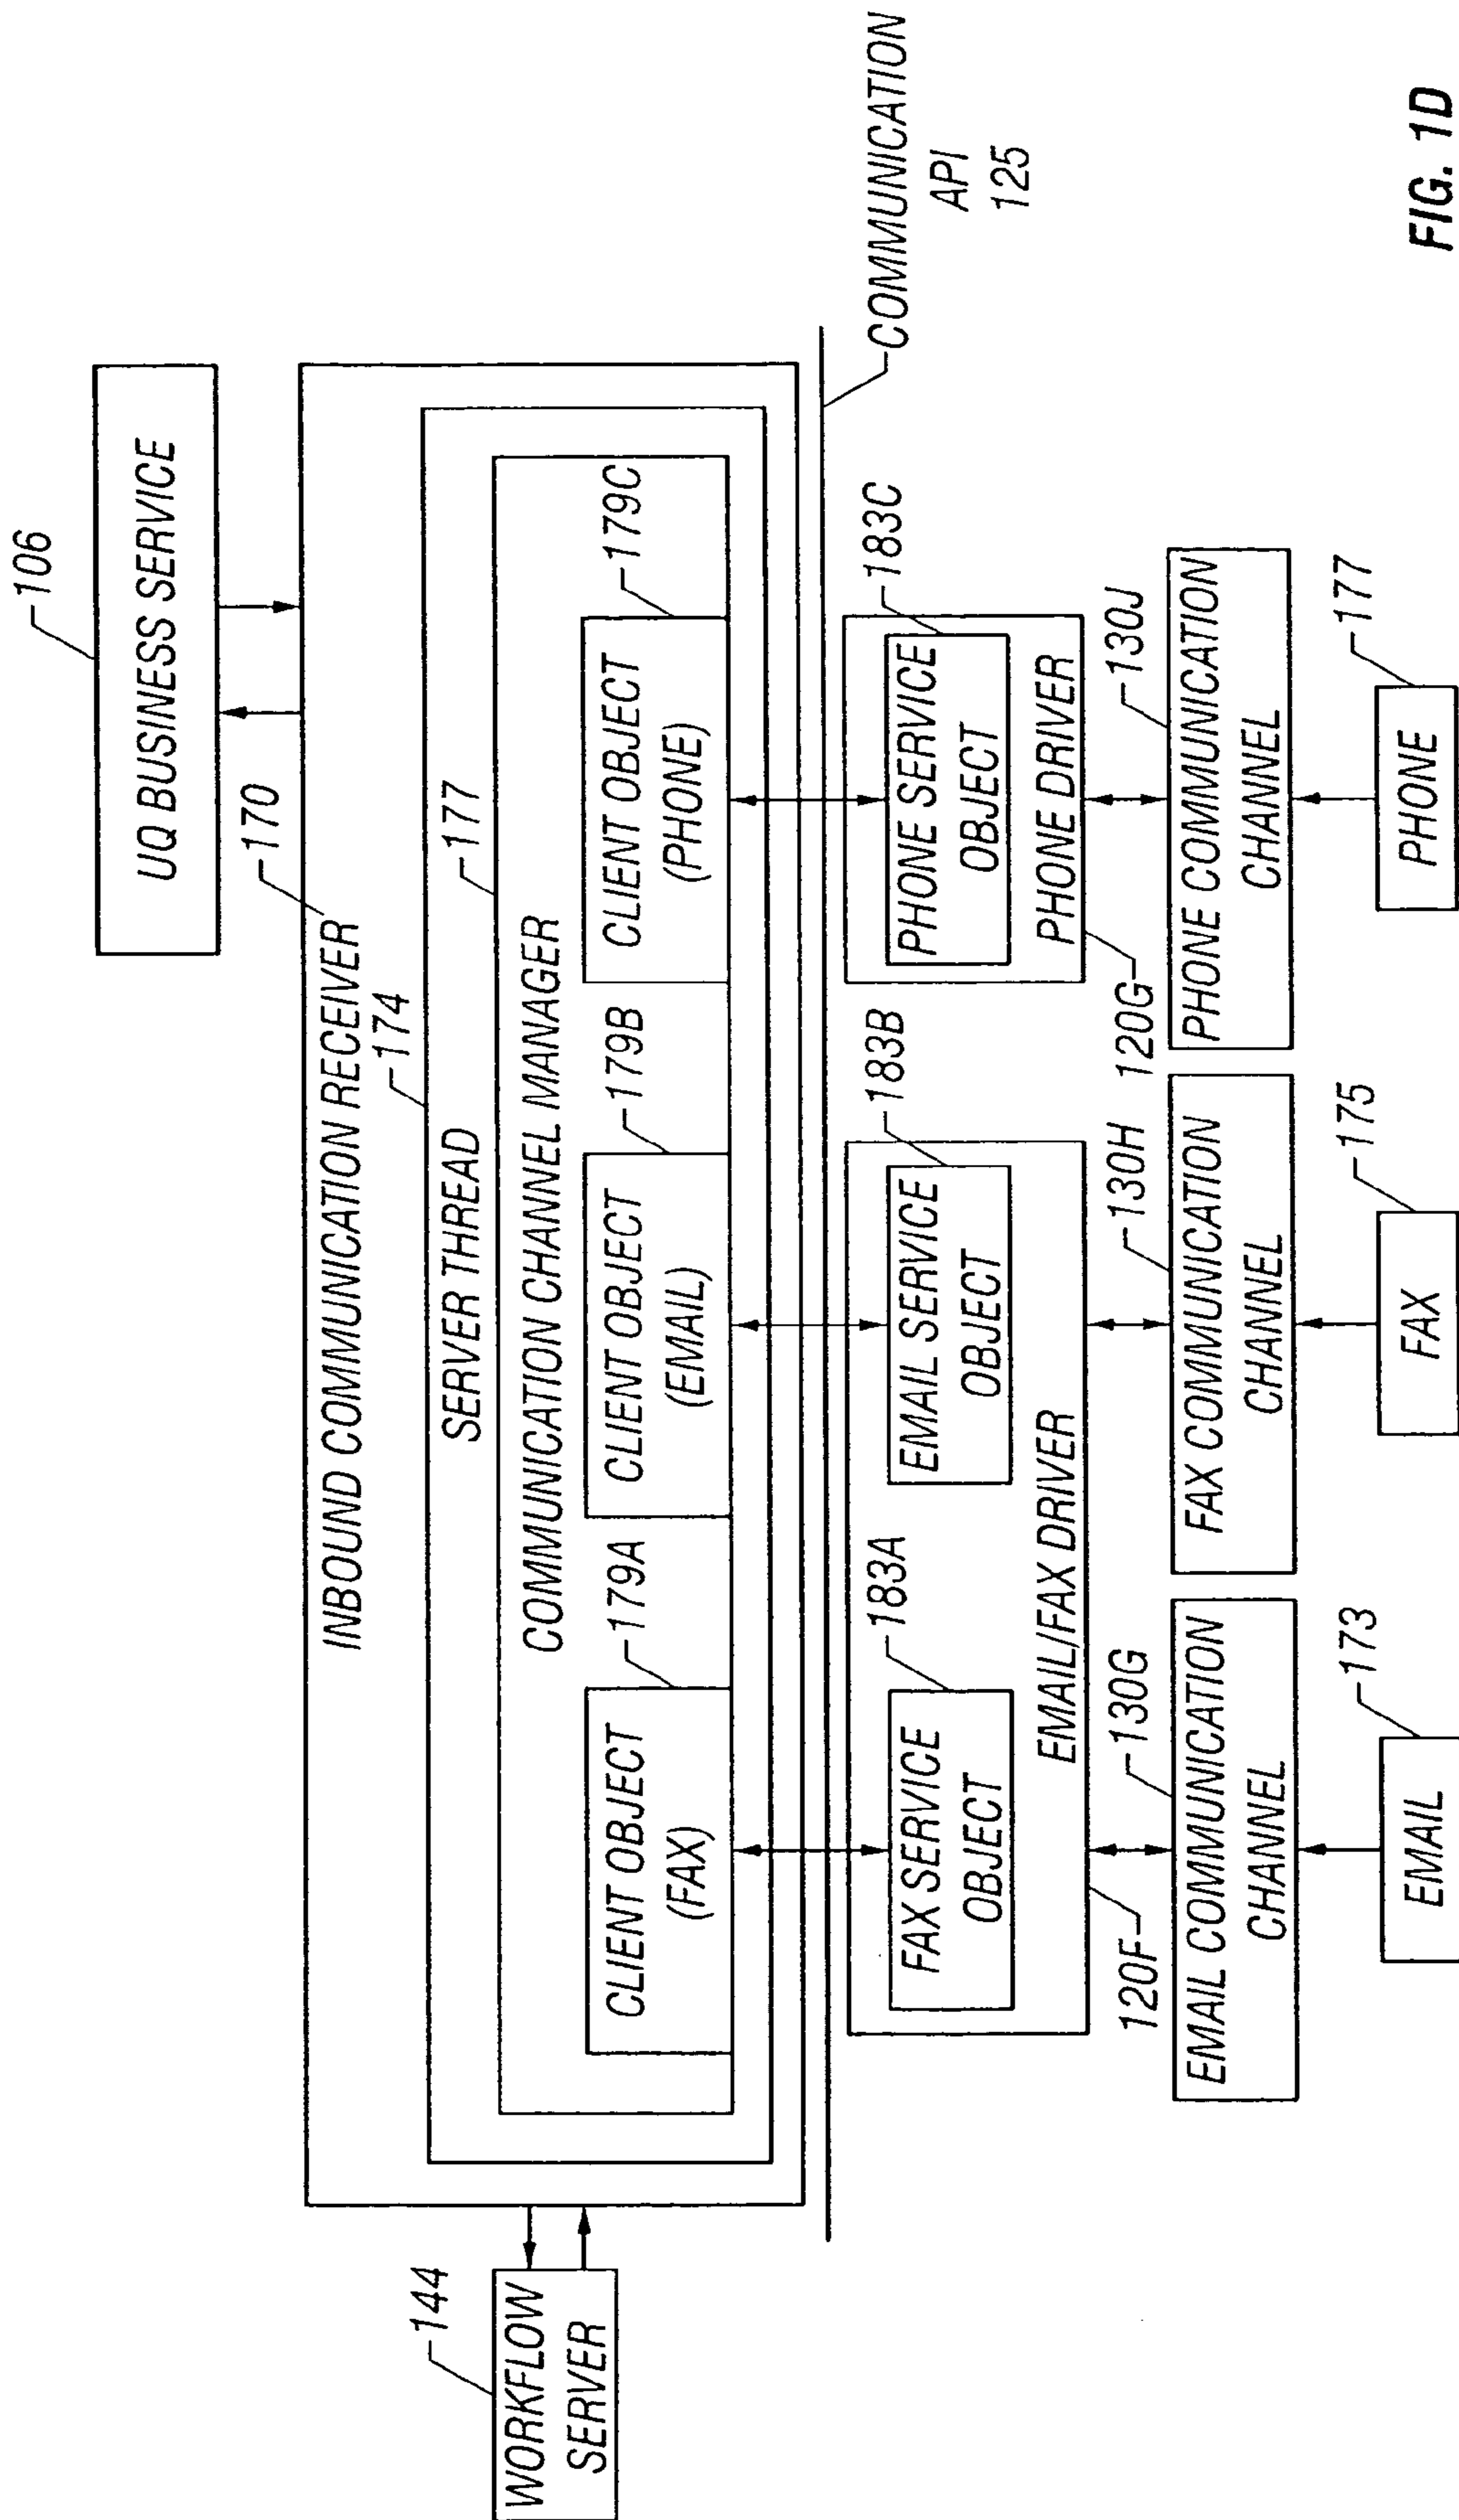 106
UQ BUSINESS SERVICE
170
INBOUND COMMUNICATION RECEIVER
174
SERVER THREAD
177
COMMUNICATION CHANNEL MANAGER
144
WORKFLOW
SERVER
179A
CLIENT OBJECT
(FAX)
179B
CLIENT OBJECT
(EMAIL)
179C
CLIENT OBJECT
(PHONE)
COMMUNICATION
API
125
183A
FAX SERVICE
OBJECT
183B
EMAIL SERVICE
OBJECT
EMAIL/FAX DRIVER
183C
PHONE SERVICE
OBJECT
PHONE DRIVER
120F
130G
EMAIL COMMUNICATION
CHANNEL
130H
FAX COMMUNICATION
CHANNEL
120G
130J
PHONE COMMUNICATION
CHANNEL
173
EMAIL
175
FAX
177
PHONE
FIG. 1D